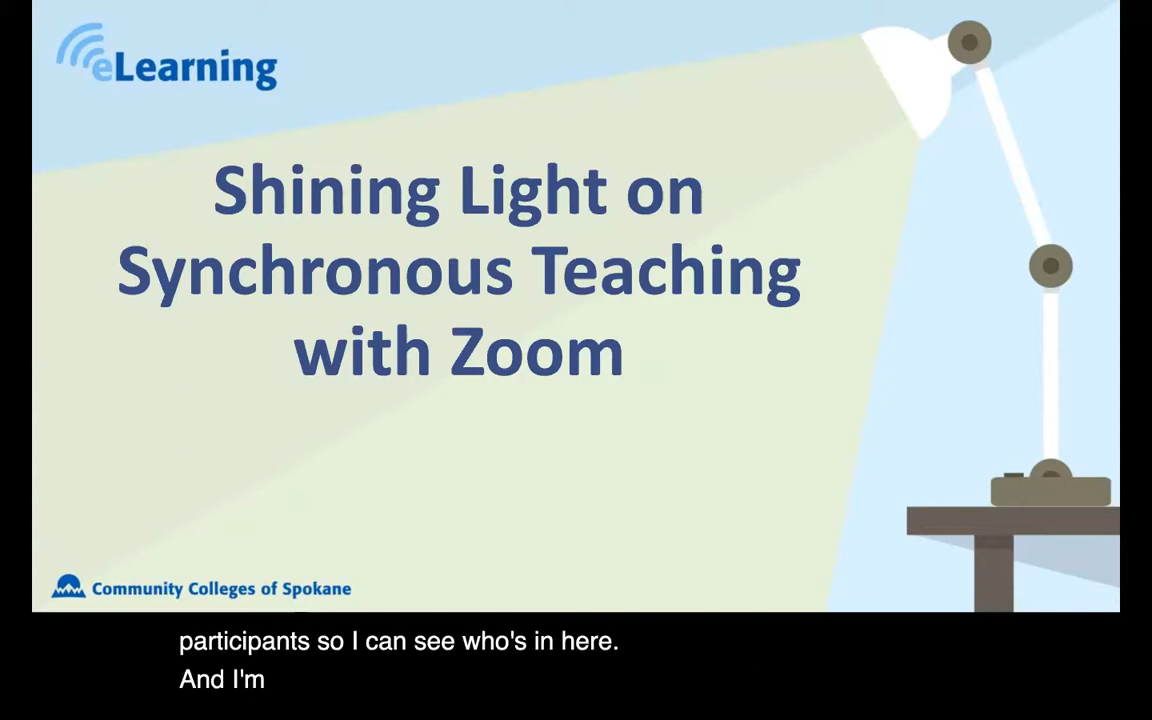 eLearning
Shining Light on
Synchronous Teaching
with Zoom
Community Colleges of Spokane
participants so I can see who's in here.
And I'm